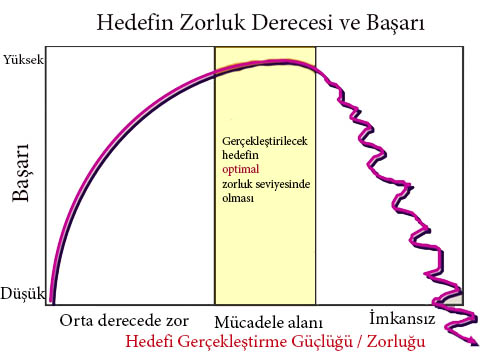 Hedefin Zorluk Derecesi ve Başarı
Yüksek
Başarı
Düşük
Gerçekleştirilecek
hedefin
optimal
zorluk seviyesinde
olması
Orta derecede zor
Mücadele alanı
İmkansız
Hedefi Gerçekleştirme Güçlüğü / Zorluğu